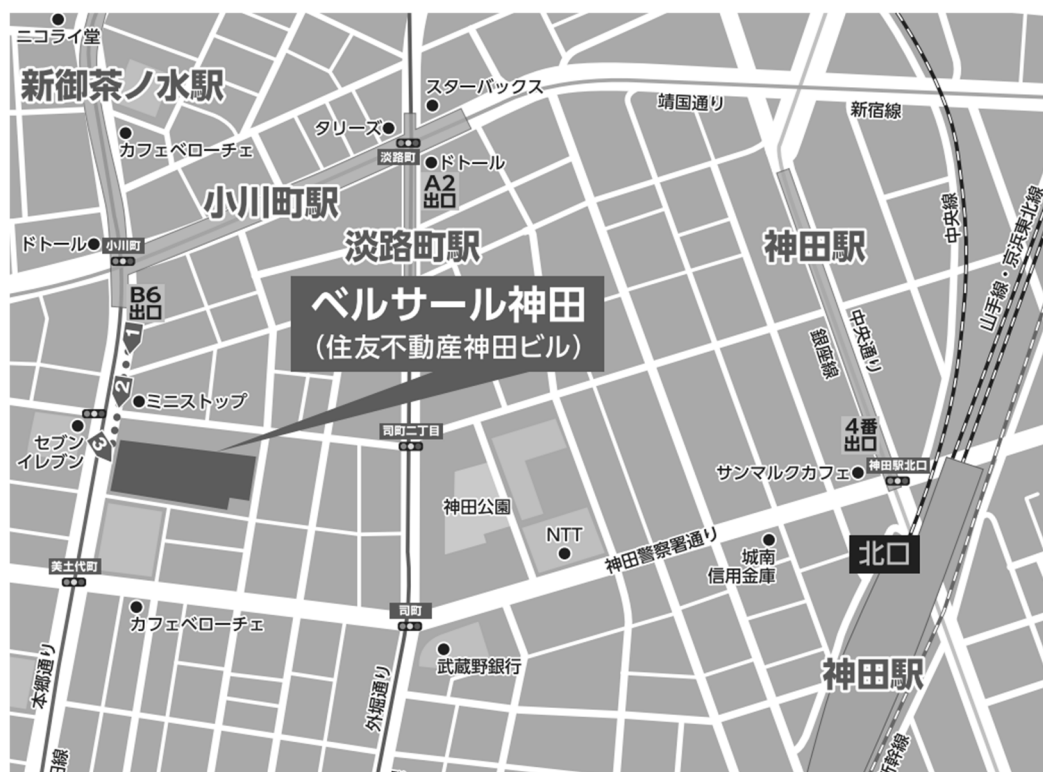 ニコライ堂
新御茶ノ水駅
カフェベローチェ
スターバックス
タリーズ
淡路町
ドトール
A2
出口
靖国通り
新宿線
小川町駅
ドトール
小川町
淡路町駅
神田駅
中央線
山手線・京浜東北線
B6
出口
1
2
3
ベルサール神田
(住友不動産神田ビル)
中央通り
銀座線
ミニストップ
セブン
イレブン
司町二丁目
4番
出口
サンマルクカフェ
神田駅北口
神田公園
NTT
神田警察署通り
城南
信用金庫
北口
美土代町
カフェベローチェ
司町
武蔵野銀行
神田駅
本郷通り
外堀通り
田線
新幹線